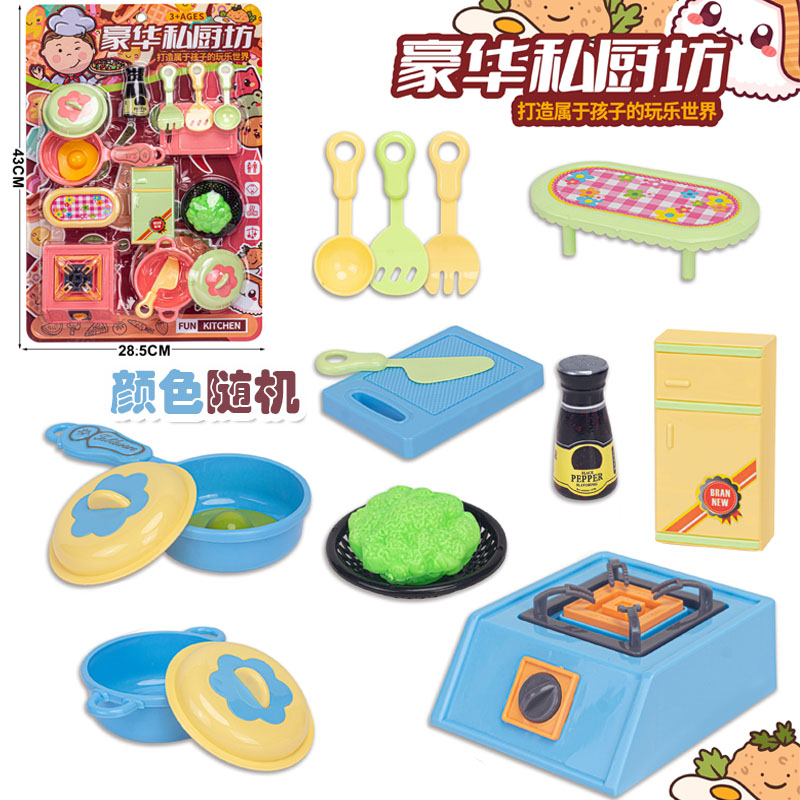 3+AGES
豪华私厨坊
打造属于孩子的玩乐世界
43CM
FUN KITCHEN
28.5CM
颜色随机
豪华私厨坊
打造属于孩子的玩乐世界
BLACK
PEPPER
BRAN
NEW